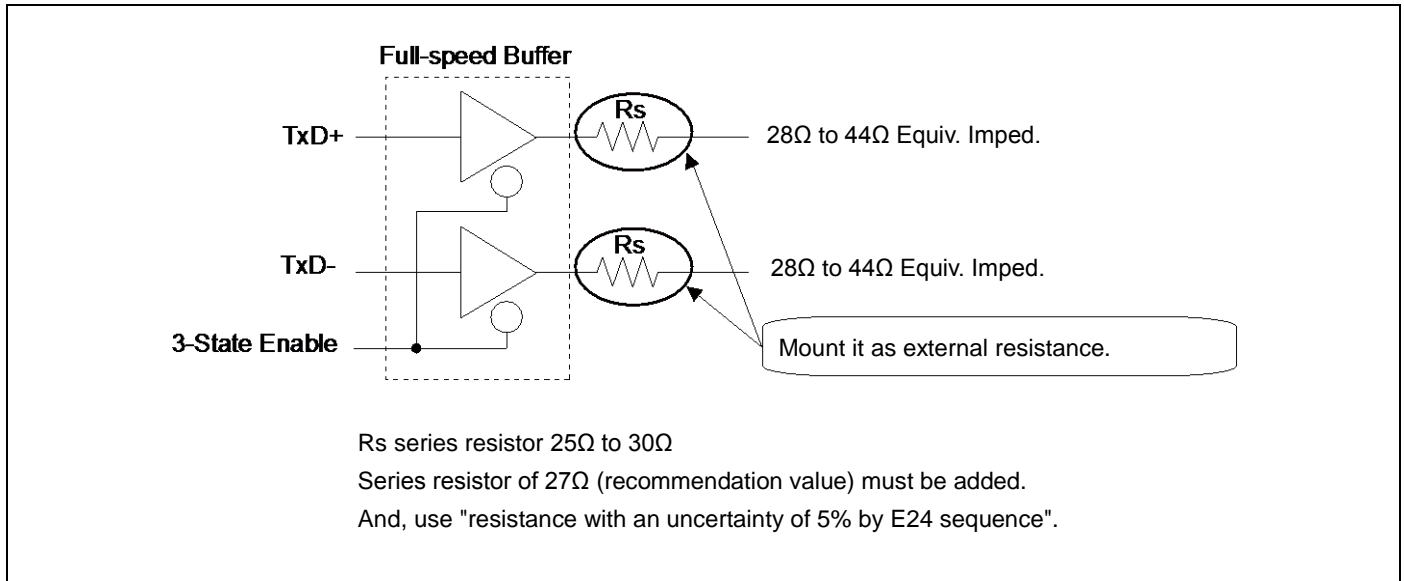 Full-speed Buffer
TxD+
Rs
28Ω to 44Ω Equiv. Imped.
TxD-
Rs
28Ω to 44Ω Equiv. Imped.
3-State Enable
Mount it as external resistance.
Rs series resistor 25Ω to 30Ω
Series resistor of 27Ω (recommendation value) must be added.
And, use "resistance with an uncertainty of 5% by E24 sequence".